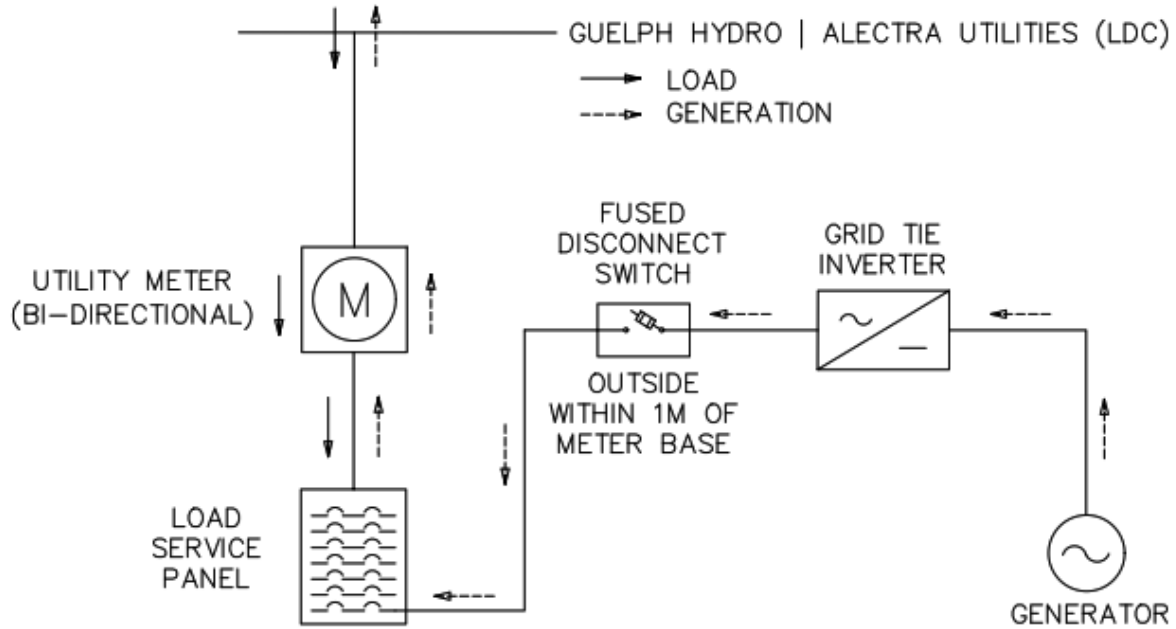 GUELPH HYDRO | ALECTRA UTILITIES (LDC)
LOAD
GENERATION
FUSED
DISCONNECT
SWITCH
GRID TIE
INVERTER
UTILITY METER
(BI-DIRECTIONAL)
M
OUTSIDE
WITHIN 1M OF
METER BASE
LOAD
SERVICE
PANEL
GENERATOR